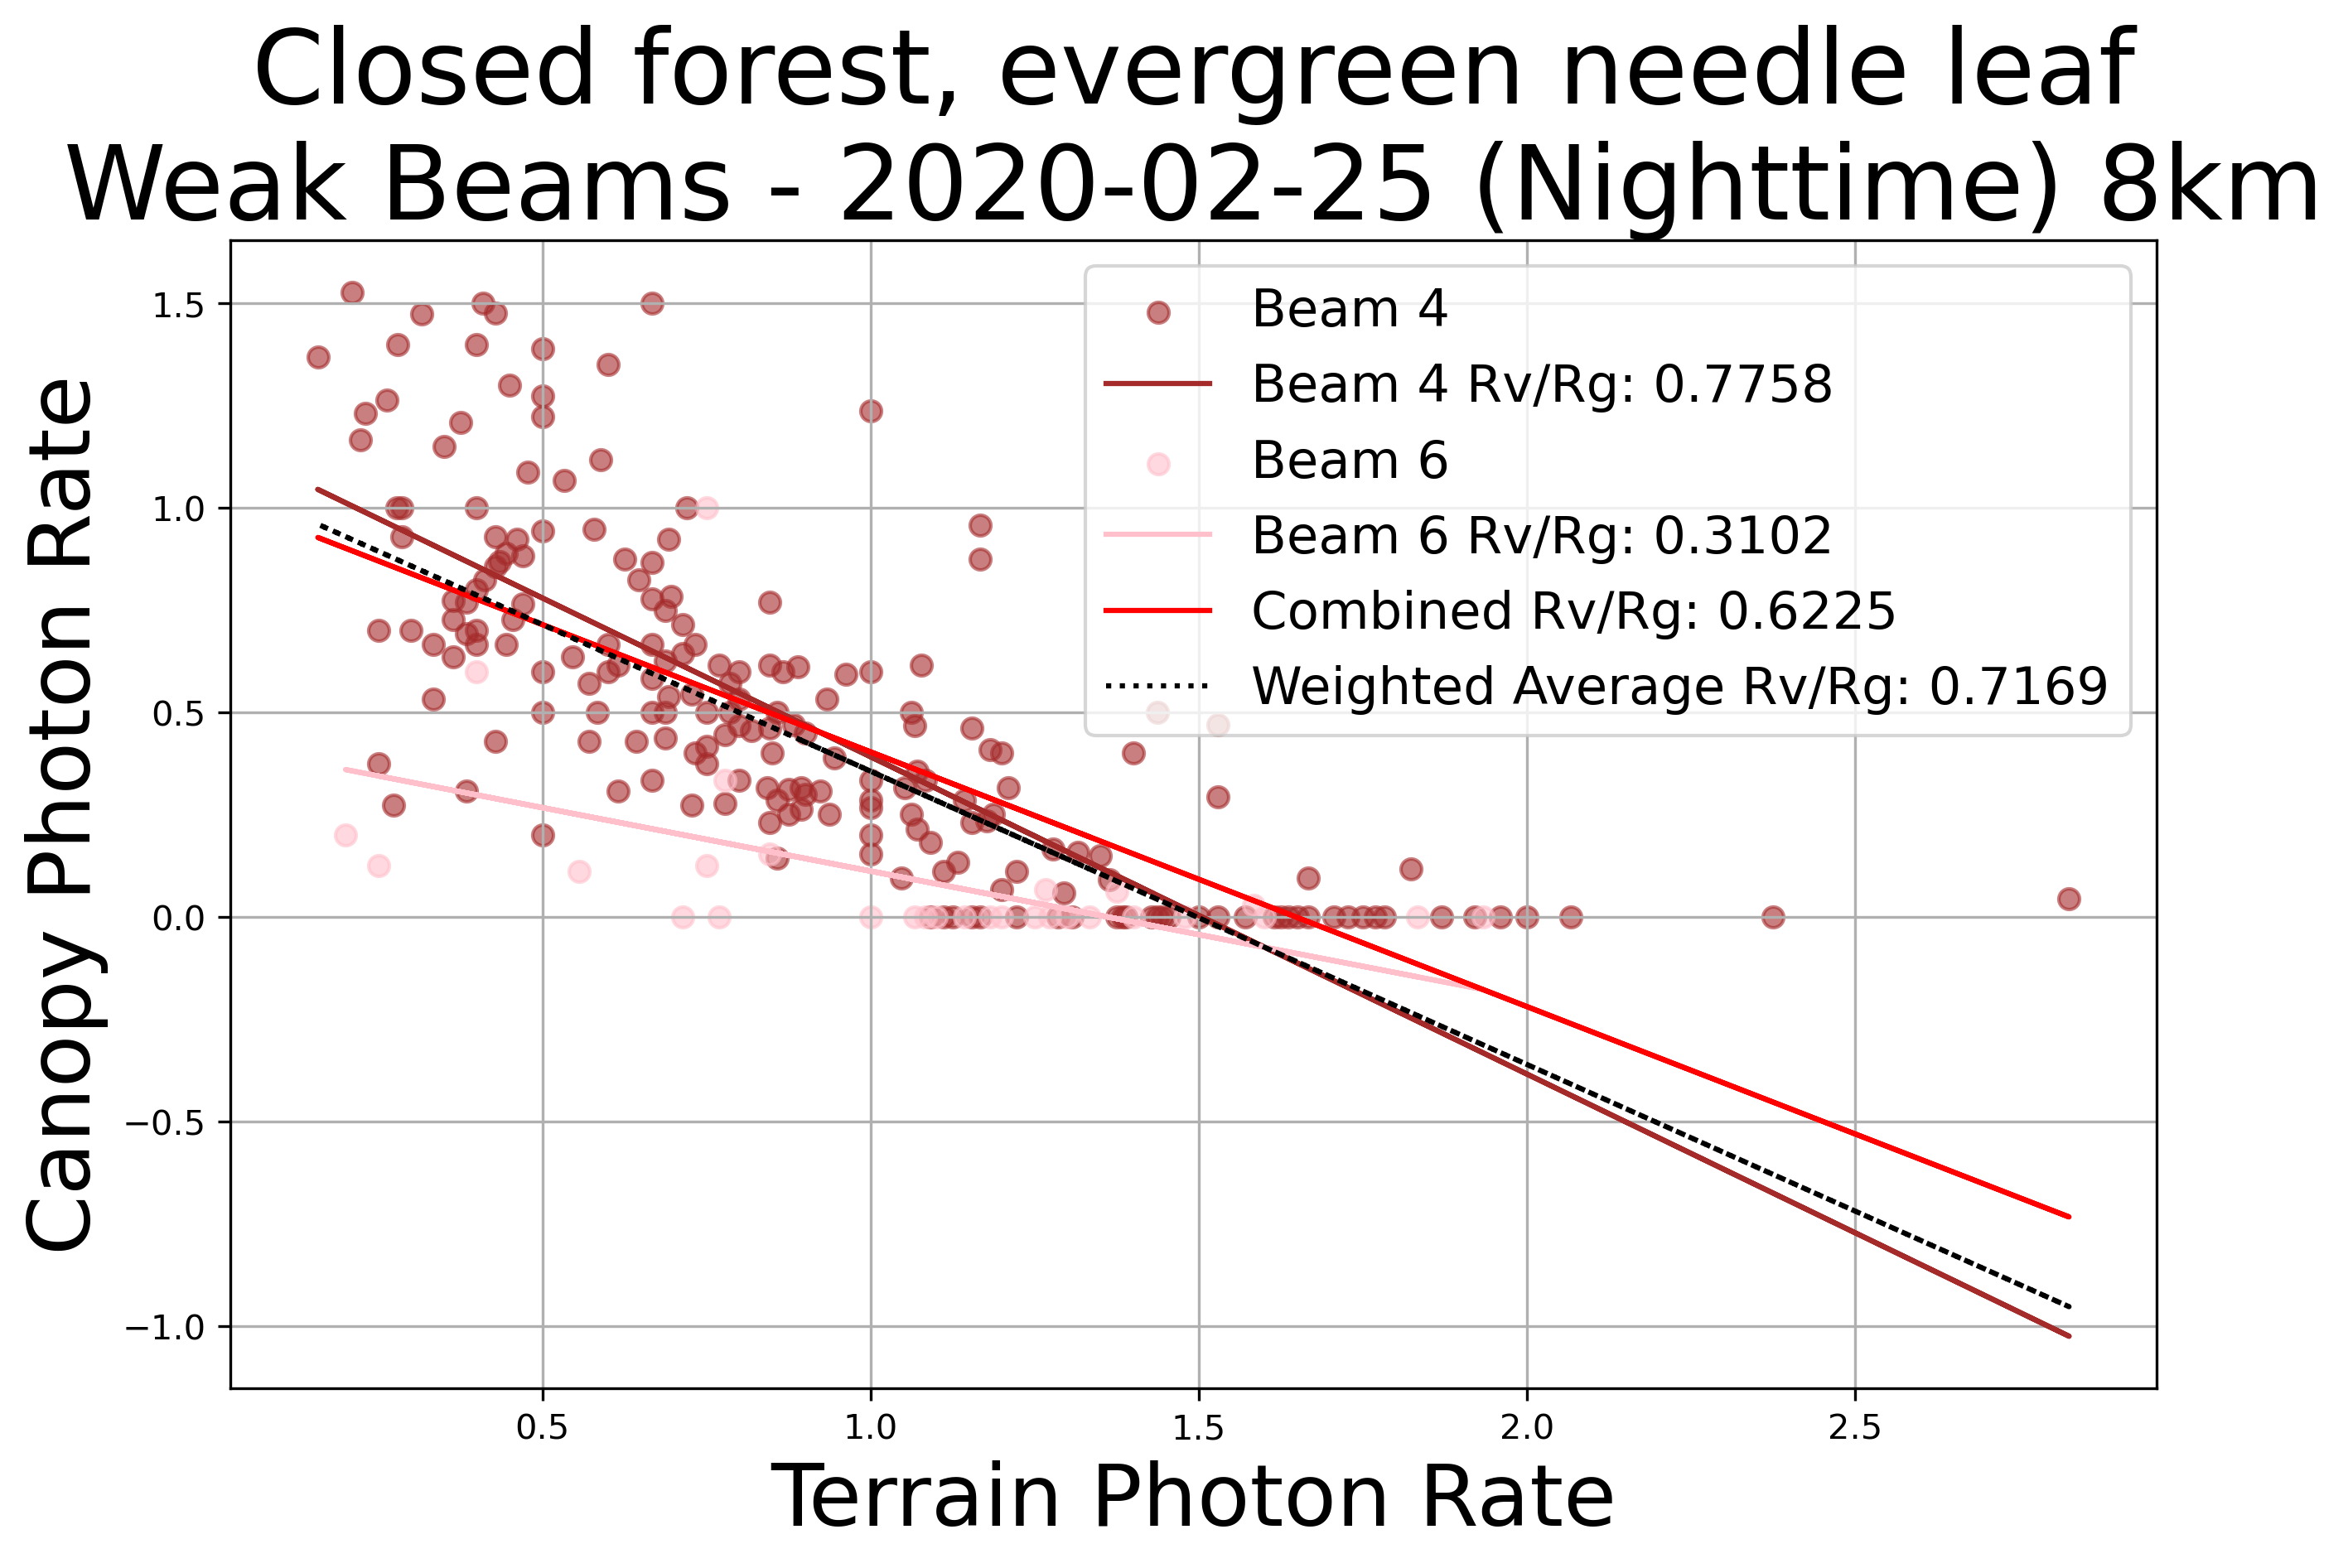 Closed forest, evergreen needle leaf
Weak Beams - 2020-02-25 (Nighttime) 8km
Beam 4
Beam 4 Rv/Rg: 0.7758
Beam 6
Beam 6 Rv/Rg: 0.3102
Combined Rv/Rg: 0.6225
Weighted Average Rv/Rg: 0.7169
Canopy Photon Rate
1.5
1.0
0.5
0.0
−0.5
−1.0
0.5 1.0 1.5 2.0 2.5
Terrain Photon Rate